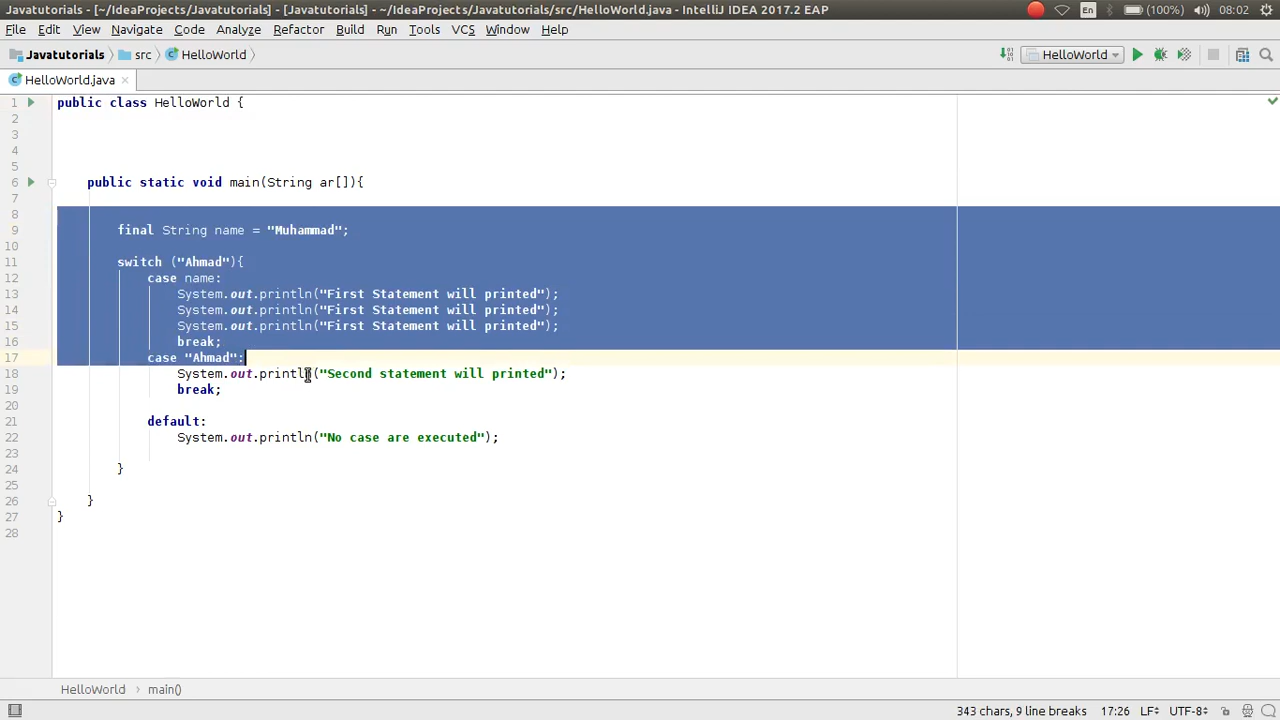 Javatutorials - [~/IdeaProjects/Javatutorials] - [Javatutorials] - ~/IdeaProjects/Javatutorials/src/HelloWorld.java - IntelliJ IDEA 2017.2 EAP En (100%) 08:02
File Edit View Navigate Code Analyze Refactor Build Run Tools VCS Window Help
Javatutorials src HelloWorld HelloWorld
HelloWorld.java
1 public class HelloWorld {
2
3
4
5
6 public static void main(String ar[]){
7
8
9 final String name = "Muhammad";
10
11 switch ("Ahmad"){
12 case name:
13 System.out.println("First Statement will printed");
14 System.out.println("First Statement will printed");
15 System.out.println("First Statement will printed");
16 break;
17 case "Ahmad":
18 System.out.println("Second statement will printed");
19 break;
20
21 default:
22 System.out.println("No case are executed");
23
24 }
25
26 }
27 }
28
HelloWorld main()
343 chars, 9 line breaks 17:26 LF UTF-8